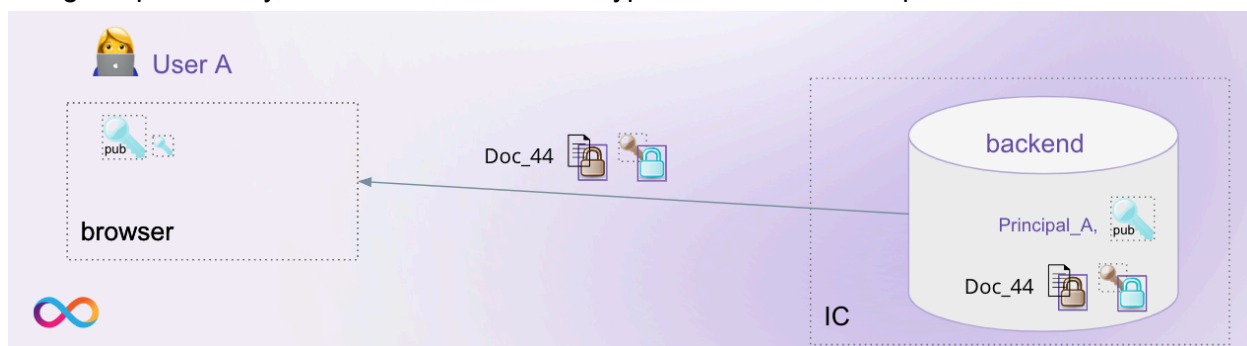 User A
pub
Doc_44
backend
Principal_A,
pub
browser
Doc_44
IC